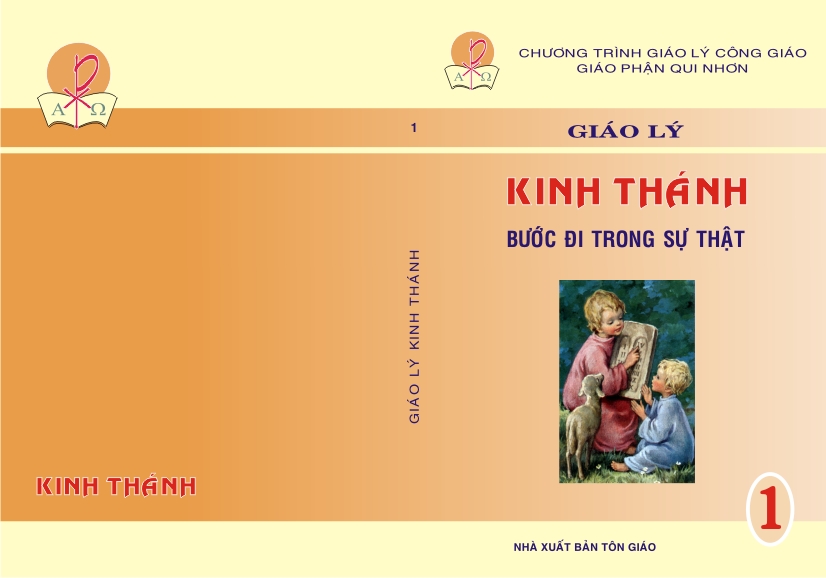 Α Ω
KINH THÁNH
1
GIÁO LÝ KINH THÁNH
Α Ω
CHƯƠNG TRÌNH GIÁO LÝ CÔNG GIÁO
GIÁO PHẬN QUI NHƠN
GIÁO LÝ
KINH THÁNH
BƯỚC ĐI TRONG SỰ THẬT
1
NHÀ XUẤT BẢN TÔN GIÁO